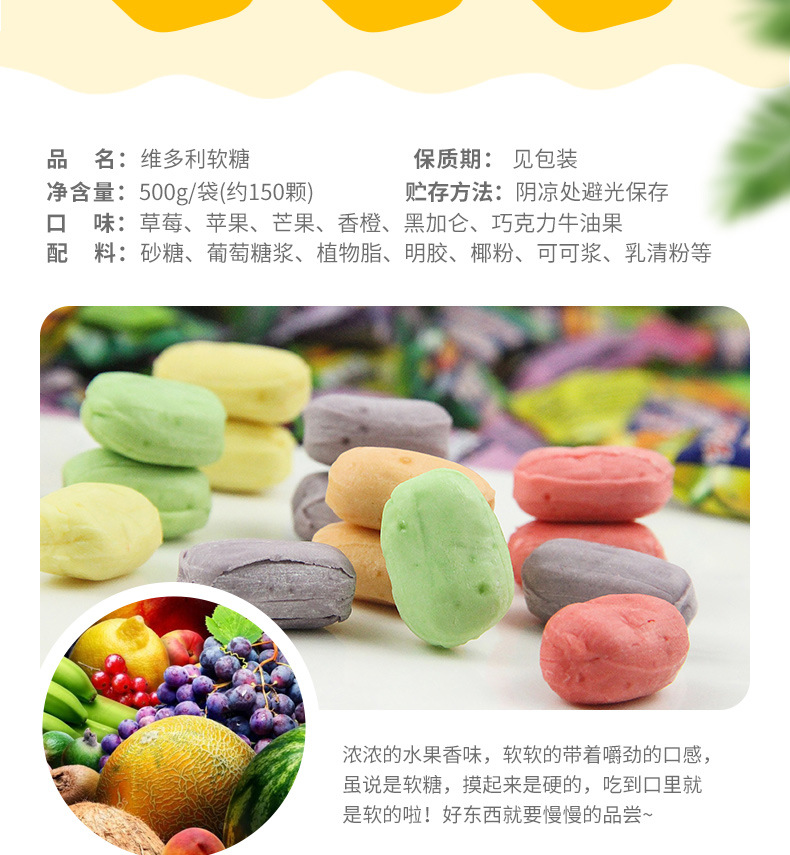 品 名：维多利软糖 保质期： 见包装
净含量：500g/袋(约150颗) 贮存方法：阴凉处避光保存
口 味：草莓、苹果、芒果、香橙、黑加仑、巧克力牛油果
配 料：砂糖、葡萄糖浆、植物脂、明胶、椰粉、可可浆、乳清粉等
浓浓的水果香味，软软的带着嚼劲的口感，
虽说是软糖，摸起来是硬的，吃到口里就
是软的啦！好东西就要慢慢的品尝~